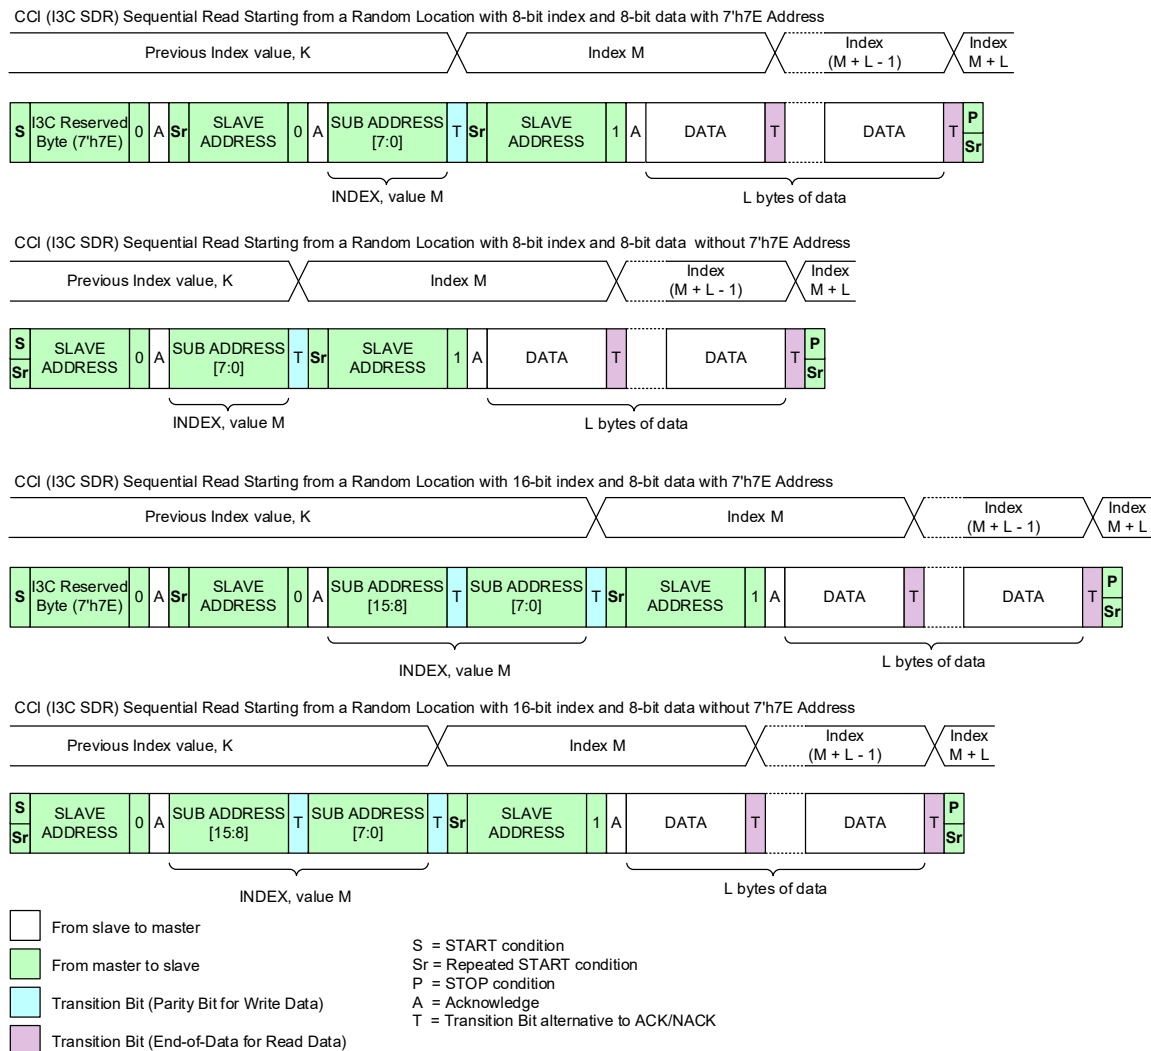 CCI (I3C SDR) Sequential Read Starting from a Random Location with 8-bit index and 8-bit data with 7'h7E Address
Previous Index value, K Index M Index (M + L - 1) Index M + L
S I3C Reserved Byte (7'h7E) 0 A Sr SLAVE ADDRESS 0 A SUB ADDRESS [7:0] T Sr SLAVE ADDRESS 1 A DATA T DATA T P Sr
INDEX, value M L bytes of data
CCI (I3C SDR) Sequential Read Starting from a Random Location with 8-bit index and 8-bit data without 7'h7E Address
Previous Index value, K Index M Index (M + L - 1) Index M + L
S Sr SLAVE ADDRESS 0 A SUB ADDRESS [7:0] T Sr SLAVE ADDRESS 1 A DATA T DATA T P Sr
INDEX, value M L bytes of data
CCI (I3C SDR) Sequential Read Starting from a Random Location with 16-bit index and 8-bit data with 7'h7E Address
Previous Index value, K Index M Index (M + L - 1) Index M + L
S I3C Reserved Byte (7'h7E) 0 A Sr SLAVE ADDRESS 0 A SUB ADDRESS [15:8] T SUB ADDRESS [7:0] T Sr SLAVE ADDRESS 1 A DATA T DATA T P Sr
INDEX, value M L bytes of data
CCI (I3C SDR) Sequential Read Starting from a Random Location with 16-bit index and 8-bit data without 7'h7E Address
Previous Index value, K Index M Index (M + L - 1) Index M + L
S Sr SLAVE ADDRESS 0 A SUB ADDRESS [15:8] T SUB ADDRESS [7:0] T Sr SLAVE ADDRESS 1 A DATA T DATA T P Sr
INDEX, value M L bytes of data
From slave to master
From master to slave
Transition Bit (Parity Bit for Write Data)
Transition Bit (End-of-Data for Read Data)
S = START condition
Sr = Repeated START condition
P = STOP condition
A = Acknowledge
T = Transition Bit alternative to ACK/NACK